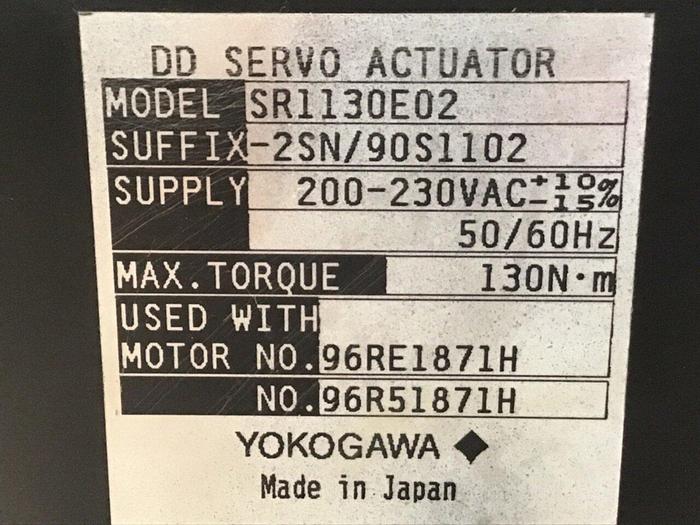 DD SERVO ACTUATOR
MODEL SR1130E02
SUFFIX-2SN/90S1102
SUPPLY 200-230VAC+10-15%
50/60Hz
MAX.TORQUE 130N·m
USED WITH
MOTOR NO.96RE1871H
NO.96R51871H
YOKOGAWA ◆
Made in Japan